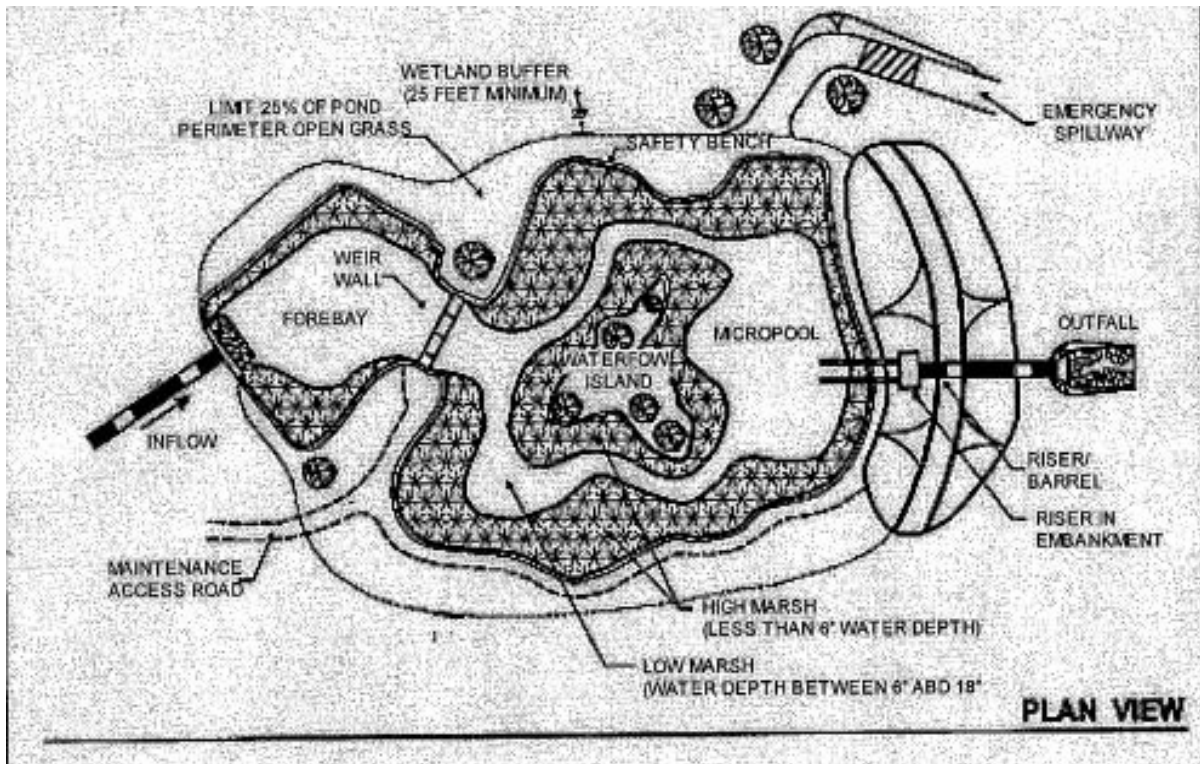 WETLAND BUFFER
(25 FEET MINIMUM)
LIMIT 25% OF POND
PERIMETER OPEN GRASS
EMERGENCY
SPILLWAY
SAFETY BENCH
WEIR
WALL
FOREBAY
MICROPOOL
OUTFALL
WATERFOWL
ISLAND
INFLOW
RISER/
BARREL
RISER IN
EMBANKMENT
MAINTENANCE
ACCESS ROAD
HIGH MARSH
(LESS THAN 6" WATER DEPTH)
LOW MARSH
(WATER DEPTH BETWEEN 6" ABD 18"
PLAN VIEW